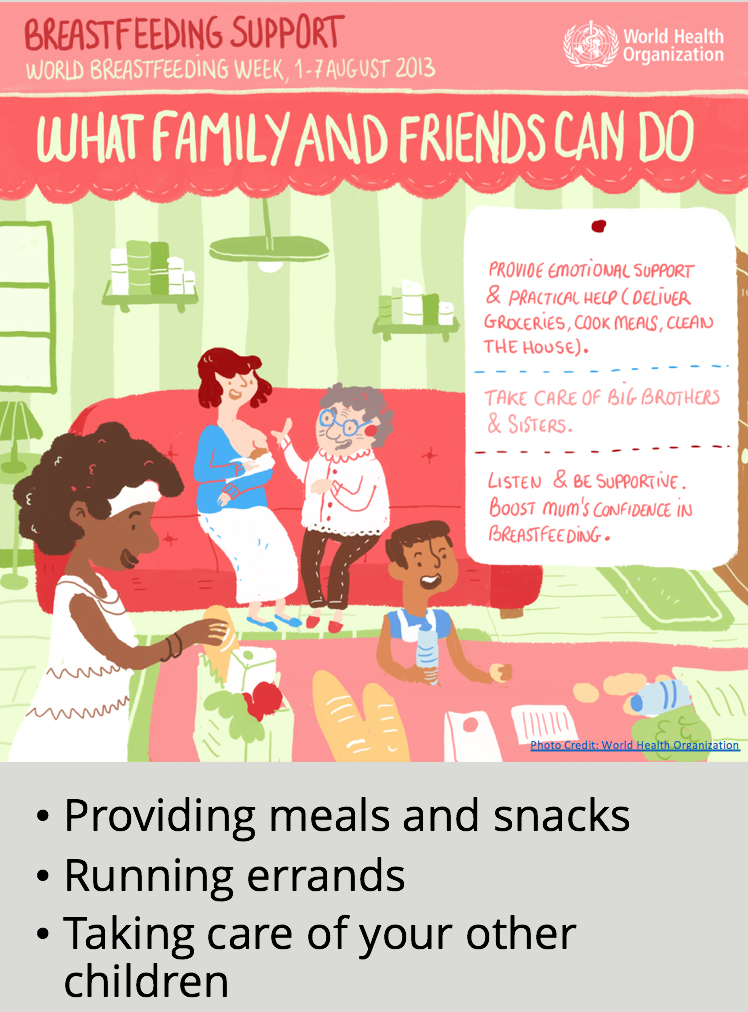 BREASTFEEDING SUPPORT
WORLD BREASTFEEDING WEEK, 1-7 AUGUST 2013
World Health
Organization
WHAT FAMILY AND FRIENDS CAN DO
PROVIDE EMOTIONAL SUPPORT
& PRACTICAL HELP (DELIVER
GROCERIES, COOK MEALS, CLEAN
THE HOUSE).
TAKE CARE OF BIG BROTHERS
& SISTERS.
LISTEN & BE SUPPORTIVE.
BOOST MUM'S CONFIDENCE IN
BREASTFEEDING.
Photo Credit: World Health Organization
• Providing meals and snacks
• Running errands
• Taking care of your other
children